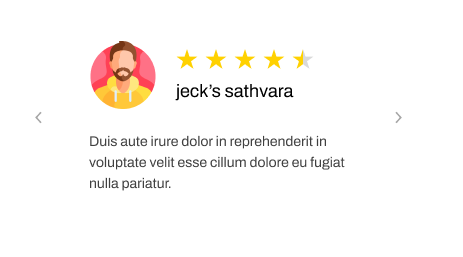 jeck's sathvara
Duis aute irure dolor in reprehenderit in
voluptate velit esse cillum dolore eu fugiat
nulla pariatur.